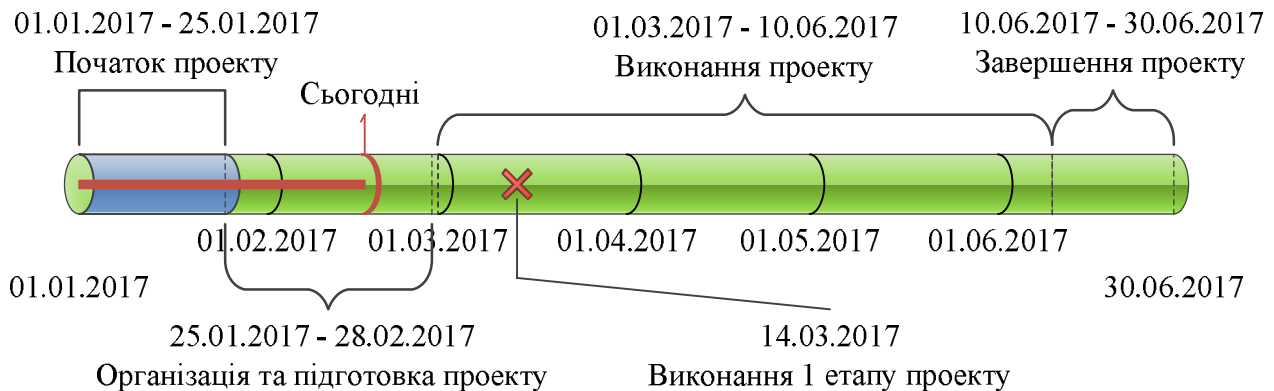 01.01.2017 - 25.01.2017
Початок проекту
01.03.2017 - 10.06.2017
Виконання проекту
10.06.2017 - 30.06.2017
Завершення проекту
Сьогодні
01.02.2017
01.03.2017
01.04.2017
01.05.2017
01.06.2017
01.01.2017
30.06.2017
25.01.2017 - 28.02.2017
Організація та підготовка проекту
14.03.2017
Виконання 1 етапу проекту